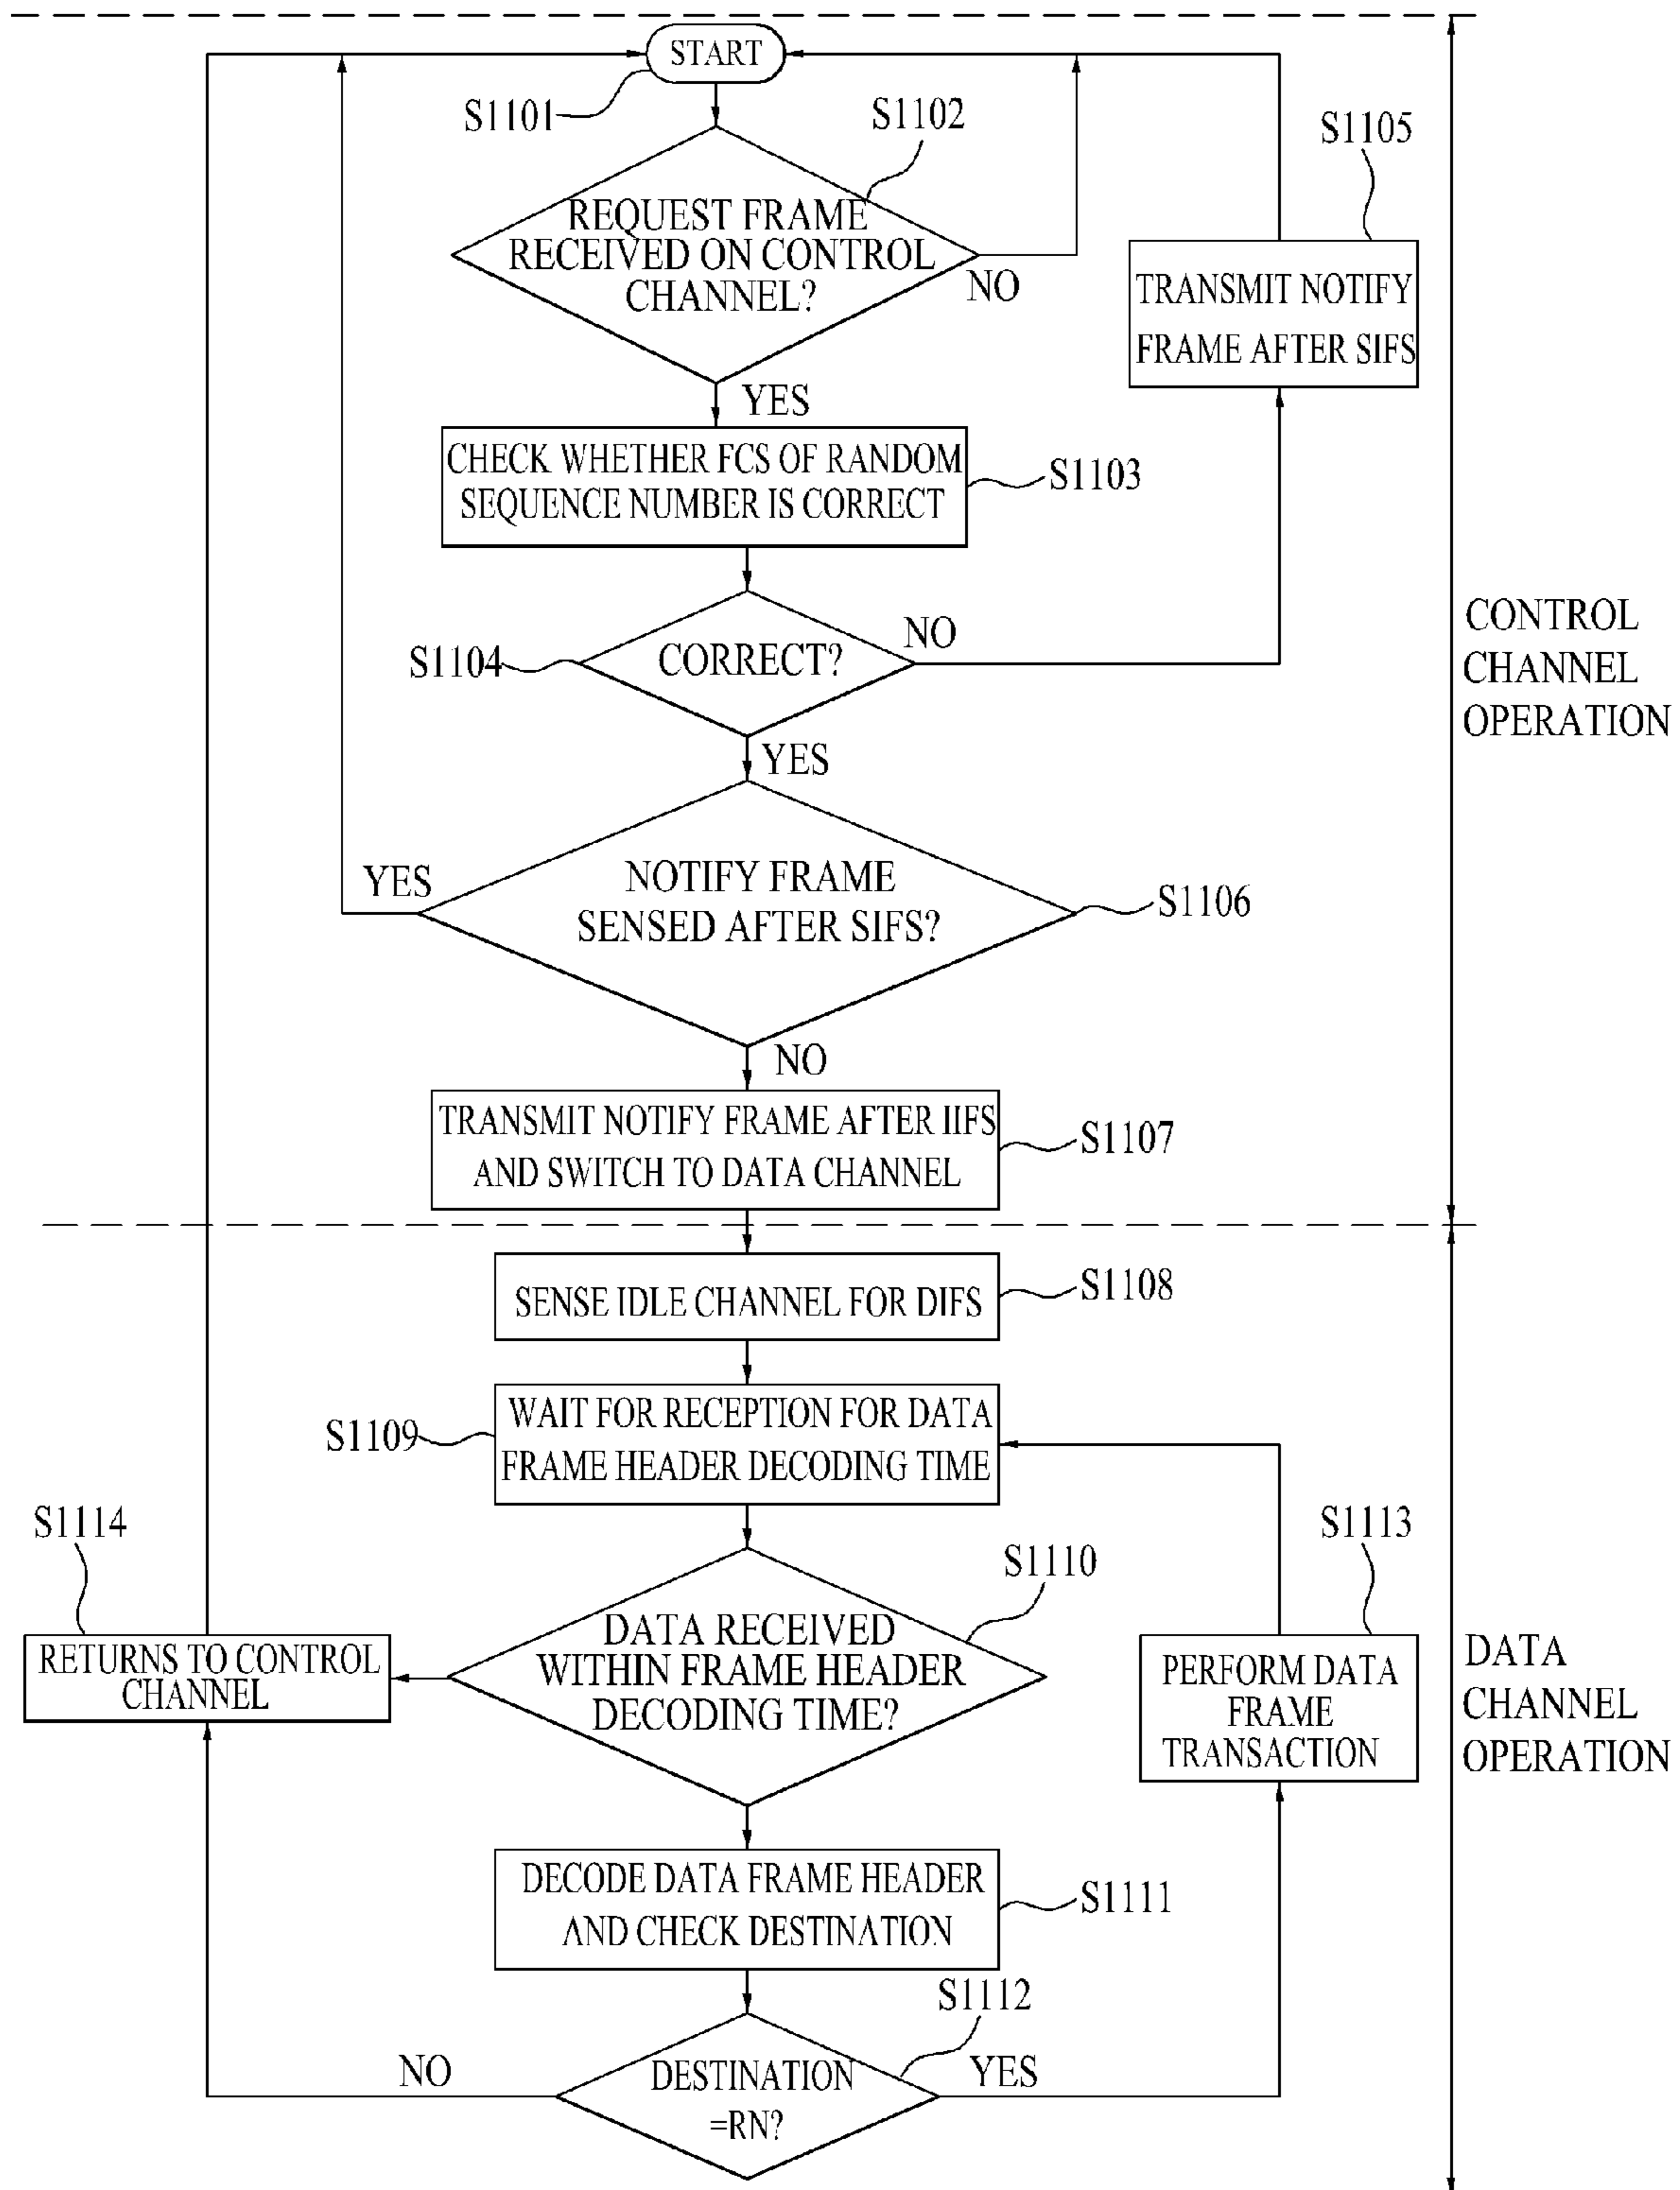 START
S1101
S1102
S1105
REQUEST FRAME
RECEIVED ON CONTROL
CHANNEL?
NO
TRANSMIT NOTIFY
FRAME AFTER SIFS
YES
CHECK WHETHER FCS OF RANDOM
SEQUENCE NUMBER IS CORRECT
S1103
CONTROL
CHANNEL
OPERATION
S1104
CORRECT?
NO
YES
YES
NOTIFY FRAME
SENSED AFTER SIFS?
S1106
NO
TRANSMIT NOTIFY FRAME AFTER IIFS
AND SWITCH TO DATA CHANNEL
S1107
SENSE IDLE CHANNEL FOR DIFS
S1108
WAIT FOR RECEPTION FOR DATA
FRAME HEADER DECODING TIME
S1109
S1114
S1110
S1113
RETURNS TO CONTROL
CHANNEL
DATA RECEIVED
WITHIN FRAME HEADER
DECODING TIME?
PERFORM DATA
FRAME
TRANSACTION
DATA
CHANNEL
OPERATION
DECODE DATA FRAME HEADER
AND CHECK DESTINATION
S1111
S1112
NO
DESTINATION
=RN?
YES